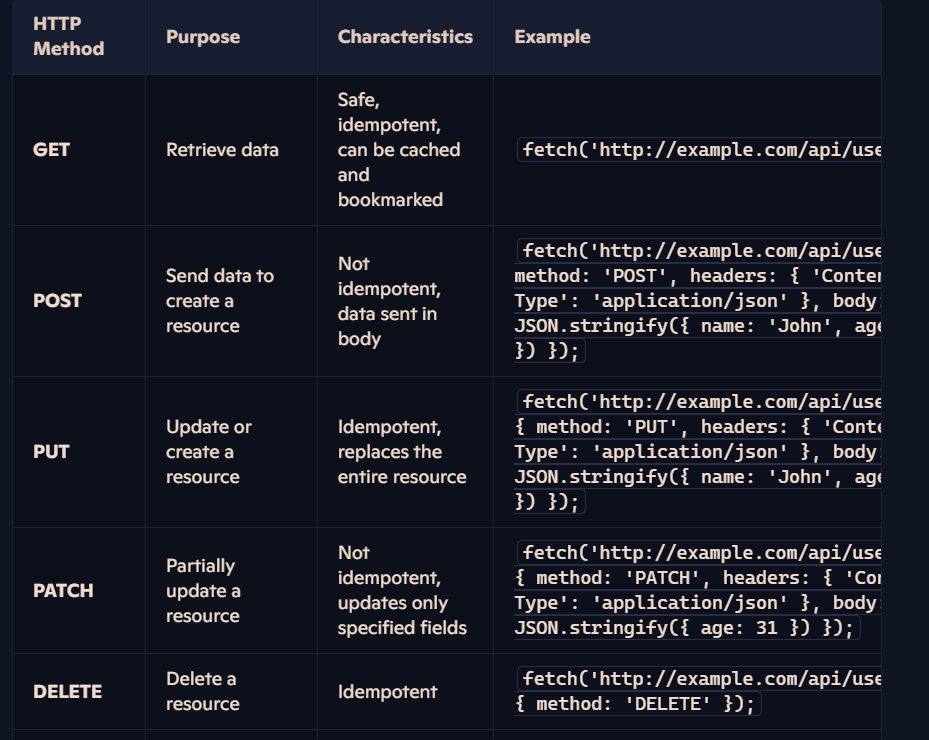 HTTP
Method
Purpose
Characteristics
Example
GET
Retrieve data
Safe,
idempotent,
can be cached
and
bookmarked
fetch('http://example.com/api/use
POST
Send data to
create a
resource
Not
idempotent,
data sent in
body
fetch('http://example.com/api/use
method: 'POST', headers: { 'Conten
Type': 'application/json' }, body:
JSON.stringify({ name: 'John', age
}) });
PUT
Update or
create a
resource
Idempotent,
replaces the
entire resource
fetch('http://example.com/api/use
{ method: 'PUT', headers: { 'Conte
Type': 'application/json' }, body:
JSON.stringify({ name: 'John', age
}) });
PATCH
Partially
update a
resource
Not
idempotent,
updates only
specified fields
fetch('http://example.com/api/use
{ method: 'PATCH', headers: { 'Con
Type': 'application/json' }, body:
JSON.stringify({ age: 31 }) });
DELETE
Delete a
resource
Idempotent
fetch('http://example.com/api/use
{ method: 'DELETE' });